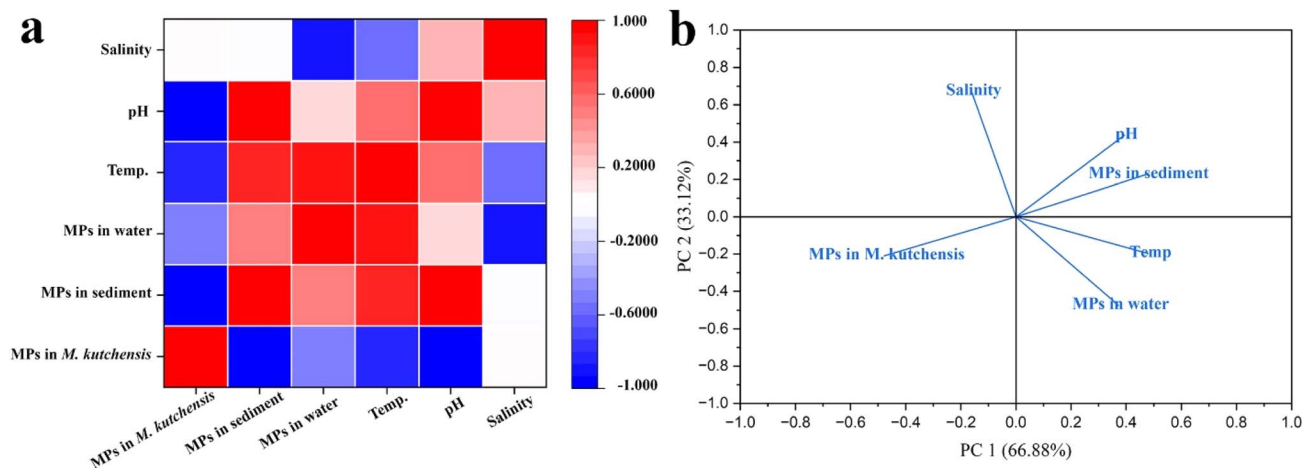 a
Salinity
pH
Temp.
MPs in water
MPs in sediment
MPs in M. kutchensis
MPs in M. kutchensis
MPs in sediment
MPs in water
Temp.
pH
Salinity
1.000
0.6000
0.2000
-0.2000
-0.6000
-1.000
b
PC 2 (33.12%)
1.0
0.8
0.6
0.4
0.2
0.0
−0.2
−0.4
−0.6
−0.8
−1.0
Salinity
pH
MPs in sediment
MPs in M. kutchensis
Temp
MPs in water
−1.0 −0.8 −0.6 −0.4 −0.2 0.0 0.2 0.4 0.6 0.8 1.0
PC 1 (66.88%)